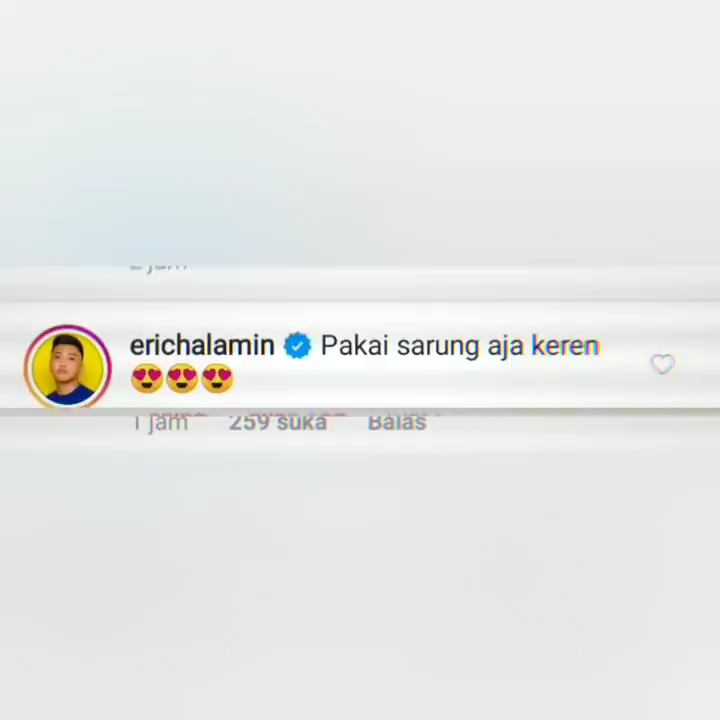 erichalamin Pakai sarung aja keren
😍😍😍
1 jam 259 suka Balas